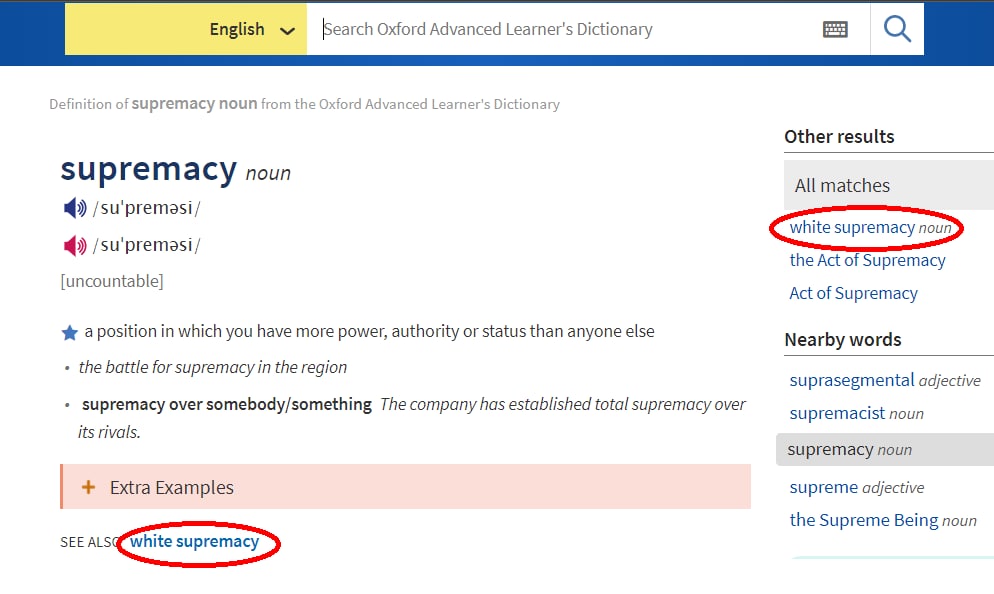 English
Search Oxford Advanced Learner's Dictionary
Definition of supremacy noun from the Oxford Advanced Learner's Dictionary
supremacy noun
/suˈpreməsi/
/suˈpreməsi/
[uncountable]
a position in which you have more power, authority or status than anyone else
• the battle for supremacy in the region
• supremacy over somebody/something The company has established total supremacy over
its rivals.
+ Extra Examples
SEE ALSO white supremacy
Other results
All matches
white supremacy noun
the Act of Supremacy
Act of Supremacy
Nearby words
suprasegmental adjective
supremacist noun
supremacy noun
supreme adjective
the Supreme Being noun